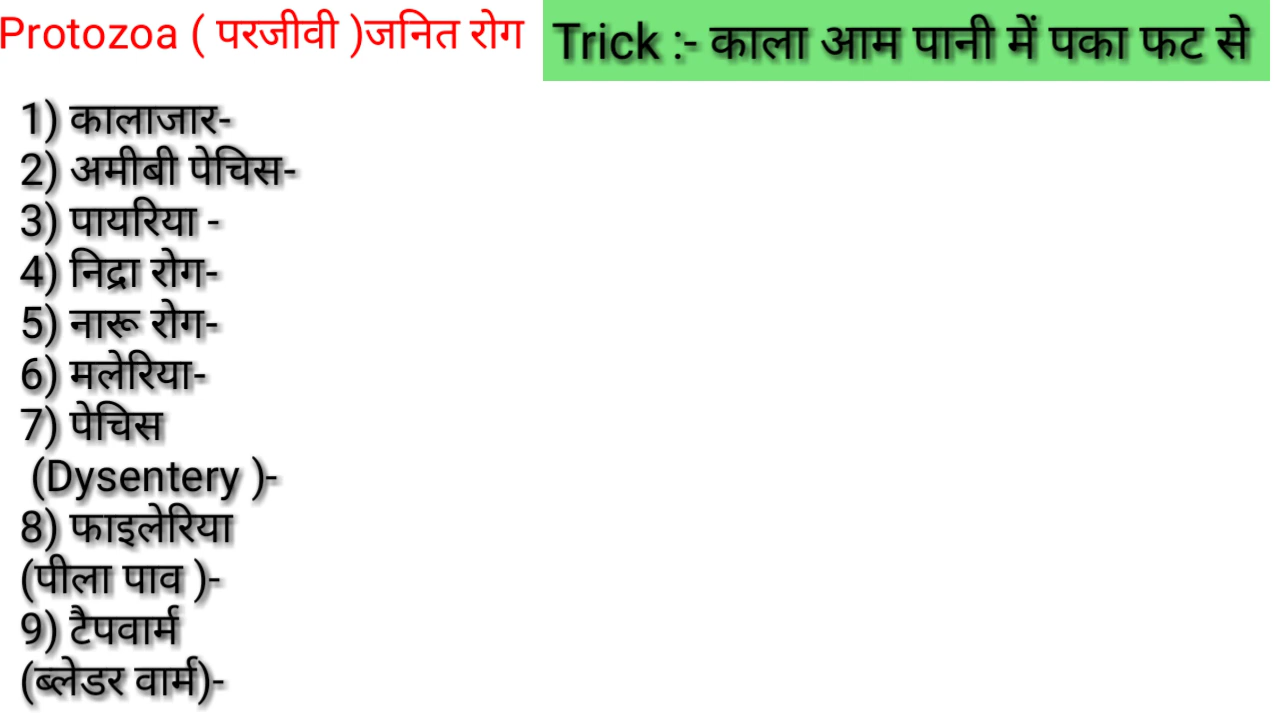 Protozoa ( परजीवी )जनित रोग
Trick :- काला आम पानी में पका फट से
1) कालाजार-
2) अमीबी पेचिस-
3) पायरिया -
4) निद्रा रोग-
5) नारू रोग-
6) मलेरिया-
7) पेचिस
(Dysentery )-
8) फाइलेरिया
(पीला पाव )-
9) टैपवार्म
(ब्लेडर वार्म)-